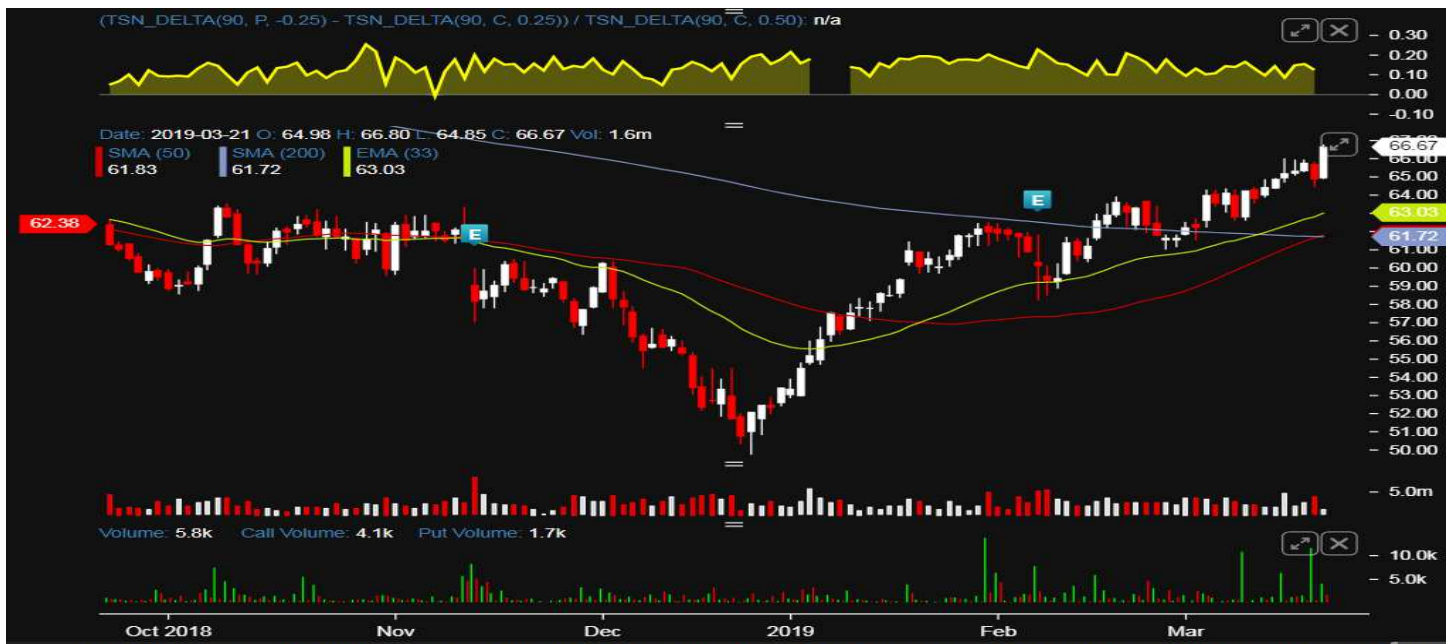 (TSN_DELTA(90, P, -0.25) - TSN_DELTA(90, C, 0.25)) / TSN_DELTA(90, C, 0.50): n/a
0.30
0.20
0.10
0.00
-0.10
Date: 2019-03-21 O: 64.98 H: 66.80 L: 64.85 C: 66.67 Vol: 1.6m
SMA (50) SMA (200) EMA (33)
61.83 61.72 63.03
66.67
66.00
65.00
64.00
62.38
63.03
E
E
61.72
61.00
60.00
59.00
58.00
57.00
56.00
55.00
54.00
53.00
52.00
51.00
50.00
5.0m
Volume: 5.8k Call Volume: 4.1k Put Volume: 1.7k
10.0k
5.0k
Oct 2018 Nov Dec 2019 Feb Mar